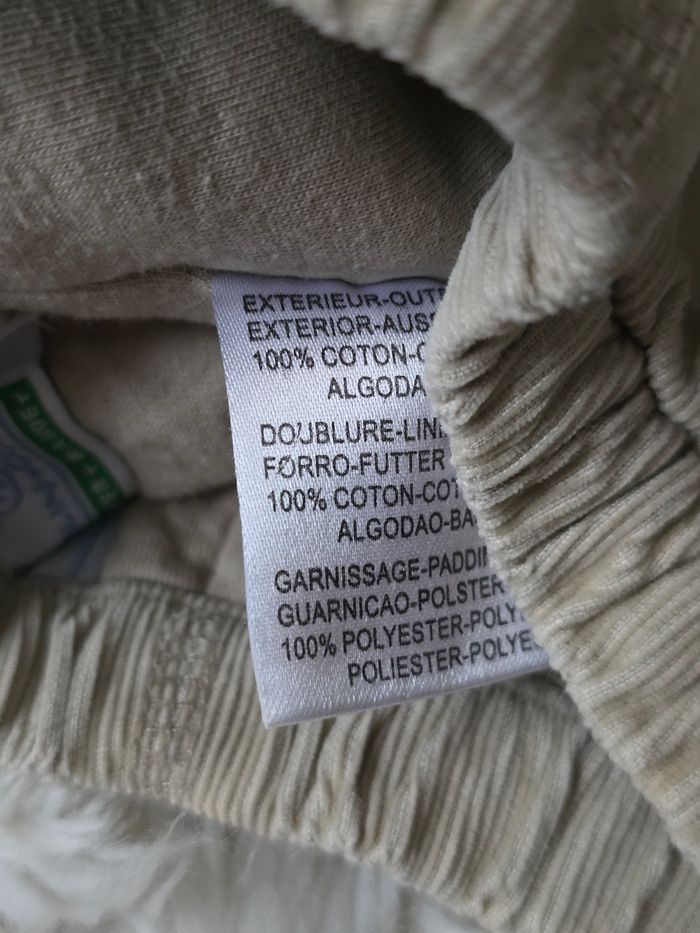 EXTERIEUR-OUT
EXTERIOR-AUS
100% COTON-
ALGODA
DOUBLURE-LIN
FORRO-FUTTER
100% COTON-COT
ALGODAO-BA
GARNISSAGE-PADDIN
GUARNICAO-POLSTER
100% POLYESTER-POLY
POLIESTER-POLYE